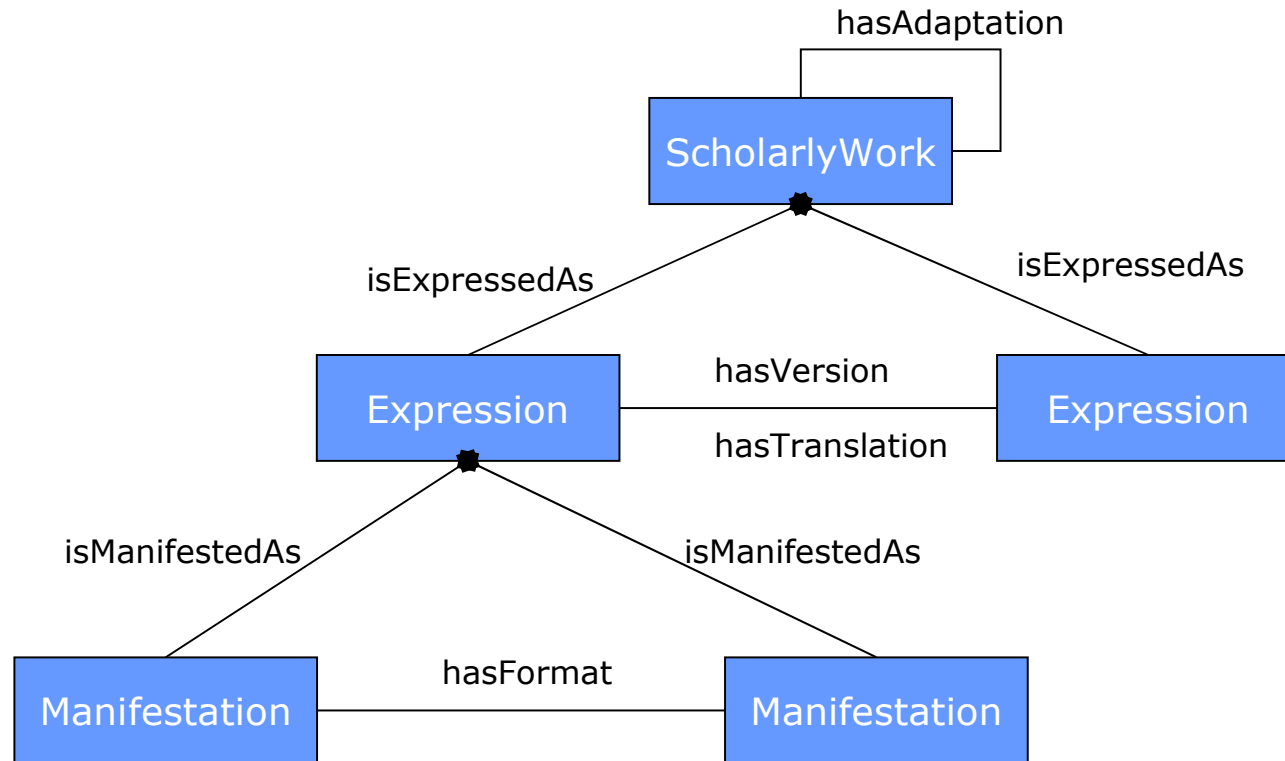 hasAdaptation
ScholarlyWork
isExpressedAs
isExpressedAs
hasVersion
Expression
Expression
hasTranslation
isManifestedAs
isManifestedAs
hasFormat
Manifestation
Manifestation